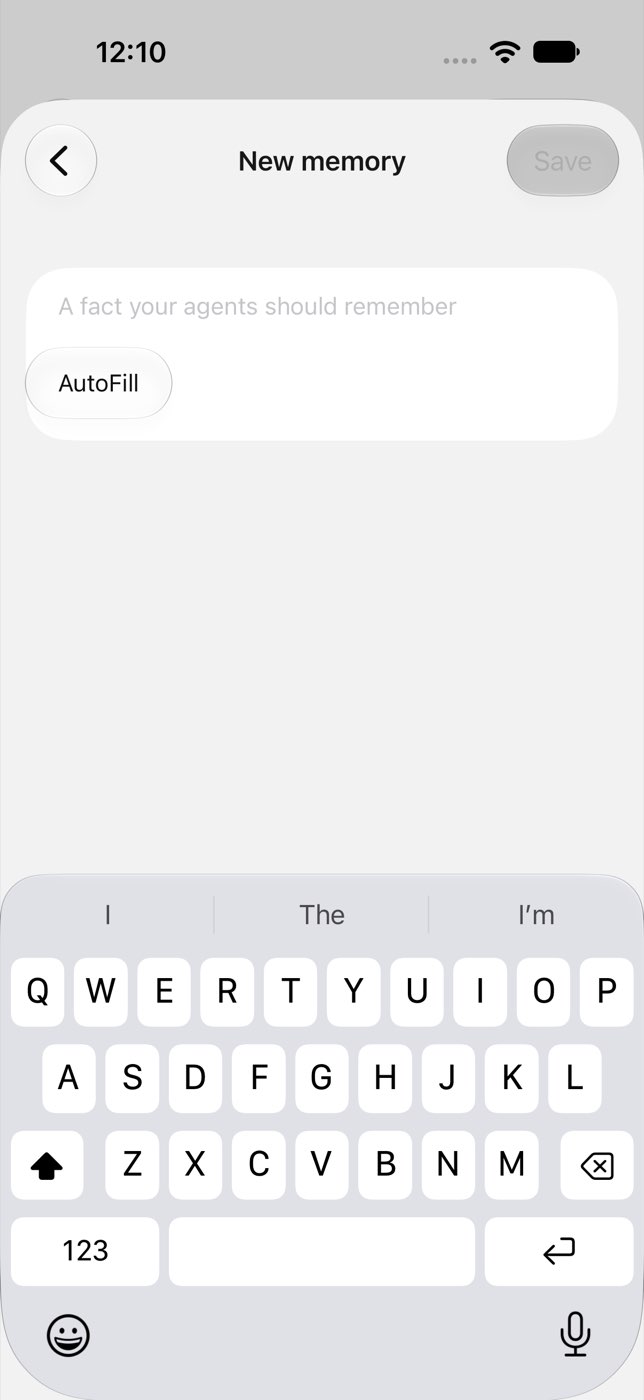 12:10
New memory
Save
A fact your agents should remember
AutoFill
I
The
I’m
Q W E R T Y U I O P
A S D F G H J K L
Z X C V B N M
123